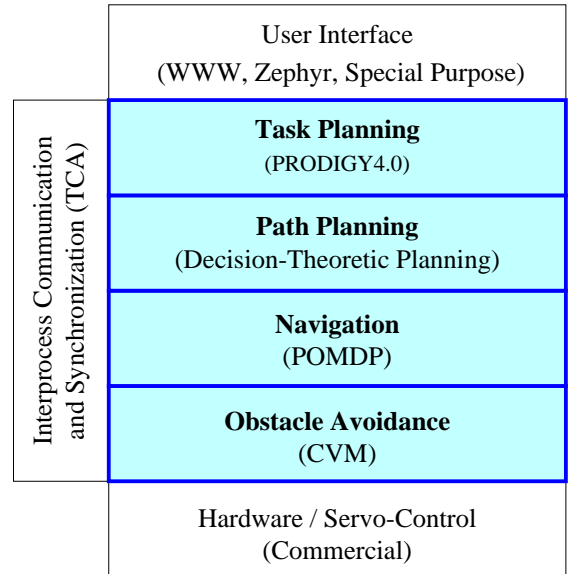 User Interface
(WWW, Zephyr, Special Purpose)
Interprocess Communication
and Synchronization (TCA)
Task Planning
(PRODIGY4.0)
Path Planning
(Decision-Theoretic Planning)
Navigation
(POMDP)
Obstacle Avoidance
(CVM)
Hardware / Servo-Control
(Commercial)